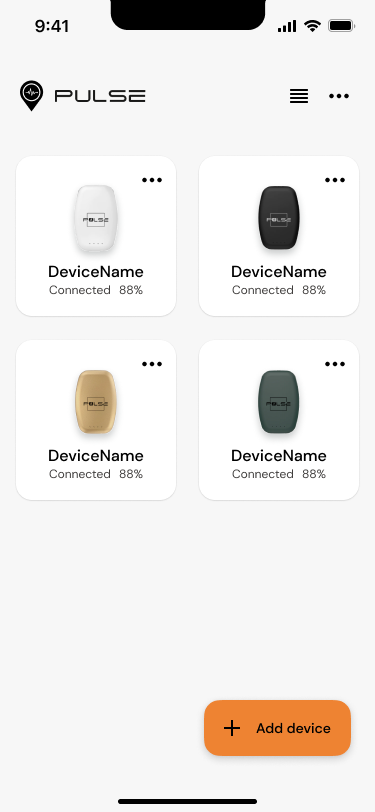 9:41
PULSE
PULSE
PULSE
DeviceName
DeviceName
Connected 88%
Connected 88%
PULSE
PULSE
DeviceName
DeviceName
Connected 88%
Connected 88%
Add device